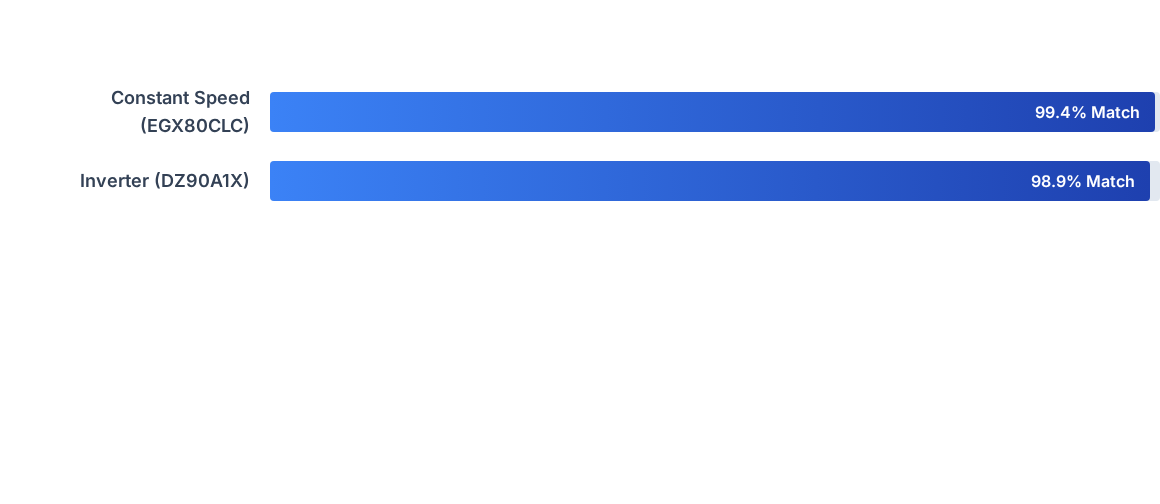 Constant Speed
(EGX80CLC)
99.4% Match
Inverter (DZ90A1X)
98.9% Match